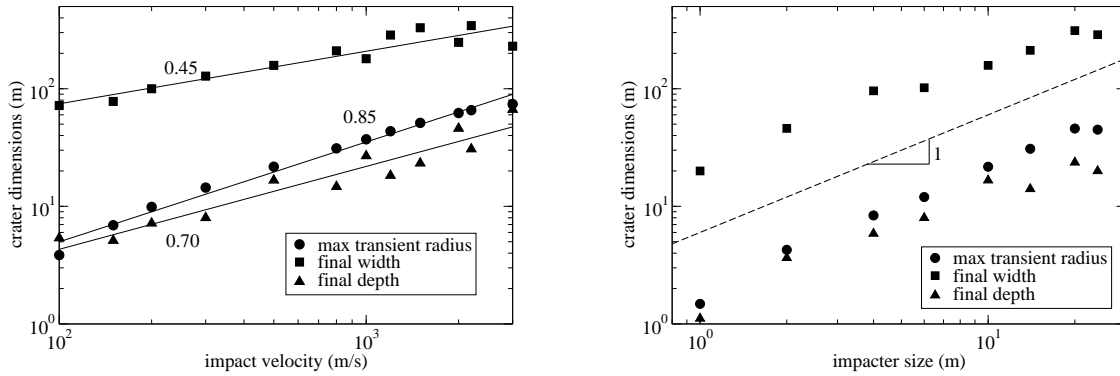 crater dimensions (m)
10^2
10^1
10^0
0.45
0.85
0.70
max transient radius
final width
final depth
10^2
10^3
impact velocity (m/s)
crater dimensions (m)
10^2
10^1
10^0
1
max transient radius
final width
final depth
10^0
10^1
impacter size (m)